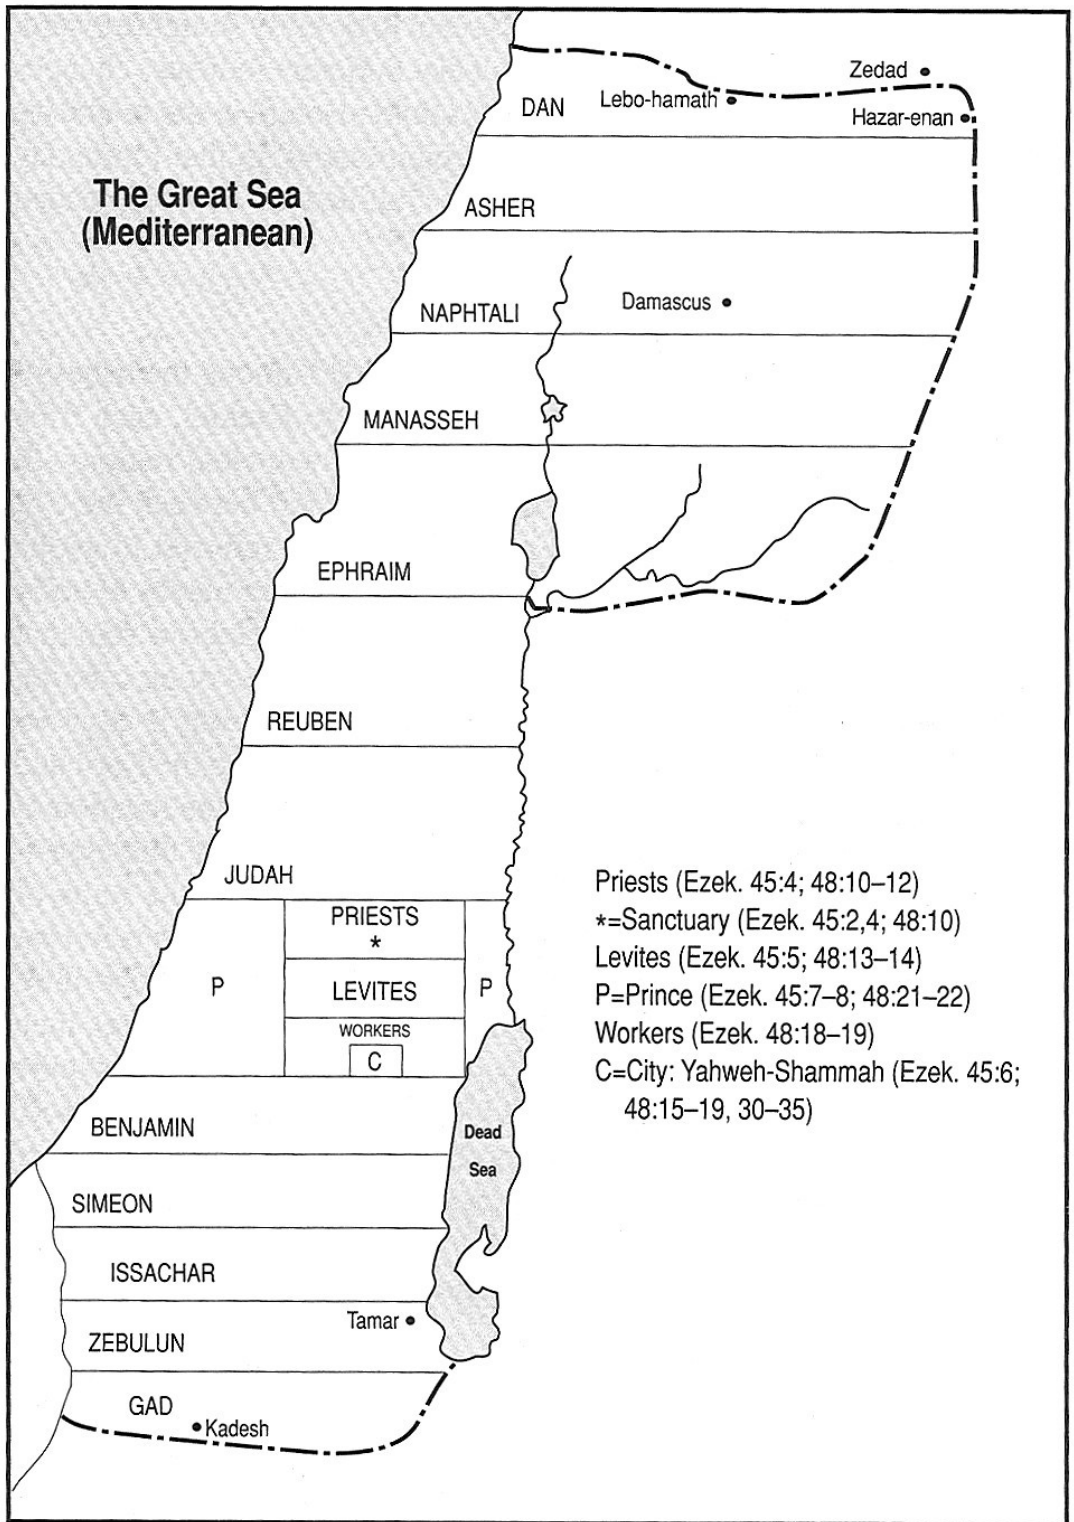 Zedad
Lebo-hamath
DAN
Hazar-enan
The Great Sea
(Mediterranean)
ASHER
Damascus
NAPHTALI
MANASSEH
EPHRAIM
REUBEN
JUDAH
PRIESTS
*
P
LEVITES
P
WORKERS
C
Priests (Ezek. 45:4; 48:10–12)
*=Sanctuary (Ezek. 45:2,4; 48:10)
Levites (Ezek. 45:5; 48:13–14)
P=Prince (Ezek. 45:7–8; 48:21–22)
Workers (Ezek. 48:18–19)
C=City: Yahweh-Shammah (Ezek. 45:6;
48:15–19, 30–35)
BENJAMIN
Dead
Sea
SIMEON
ISSACHAR
Tamar
ZEBULUN
GAD
Kadesh